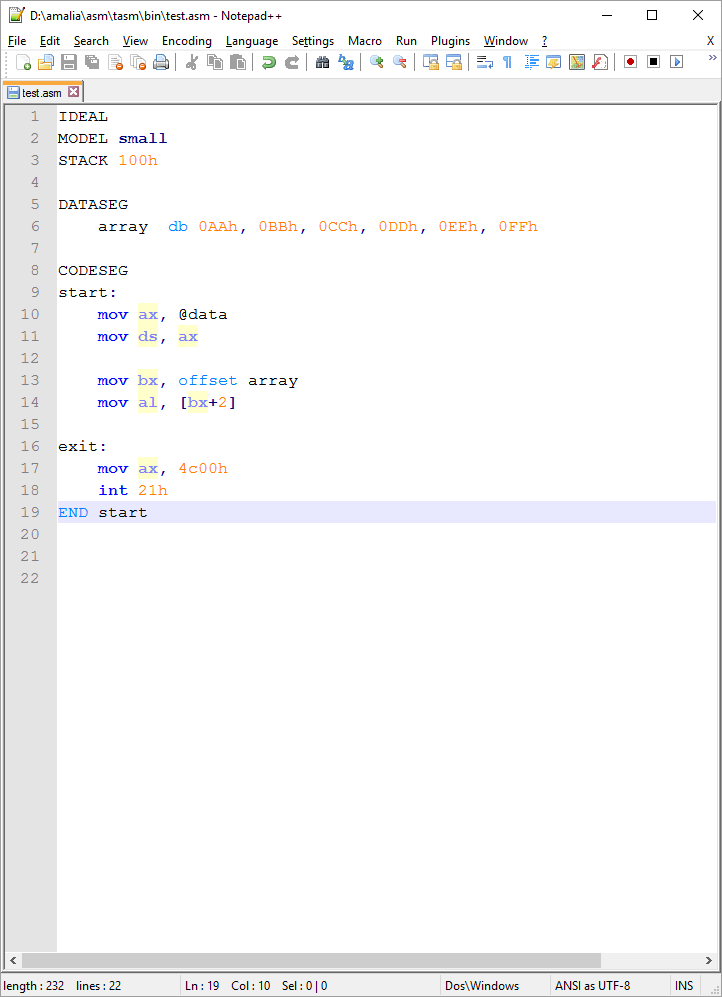 D:\amalia\asm\tasm\bin\test.asm - Notepad++
File Edit Search View Encoding Language Settings Macro Run Plugins Window ? X
test.asm
1 IDEAL
2 MODEL small
3 STACK 100h
4
5 DATASEG
6 array db 0AAh, 0BBh, 0CCh, 0DDh, 0EEh, 0FFh
7
8 CODESEG
9 start:
10 mov ax, @data
11 mov ds, ax
12
13 mov bx, offset array
14 mov al, [bx+2]
15
16 exit:
17 mov ax, 4c00h
18 int 21h
19 END start
20
21
22
length : 232 lines : 22 Ln : 19 Col : 10 Sel : 0 | 0 Dos\Windows ANSI as UTF-8 INS